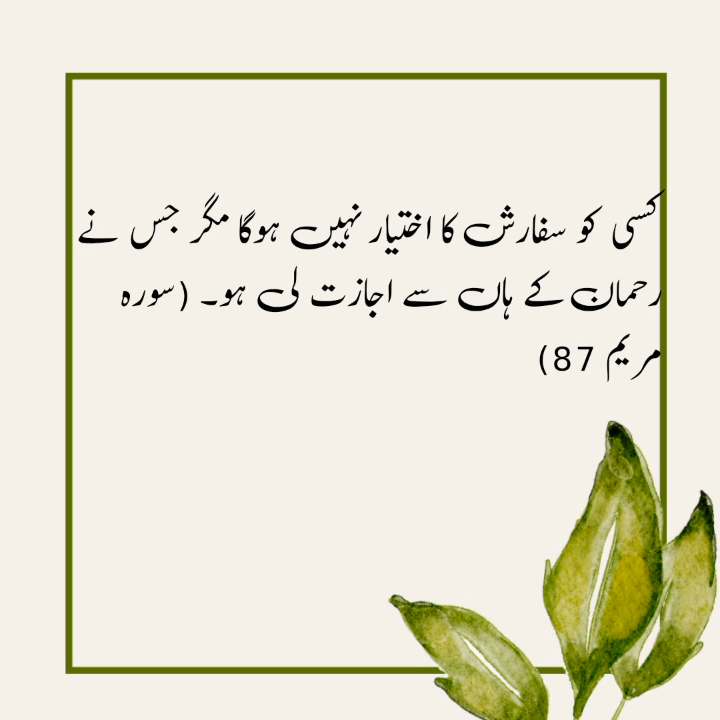 کسی کو سفارش کا اختیار نہیں ہوگا مگر جس نے
رحمان کے ہاں سے اجازت لی ہو۔ (سورہ
مریم 87)